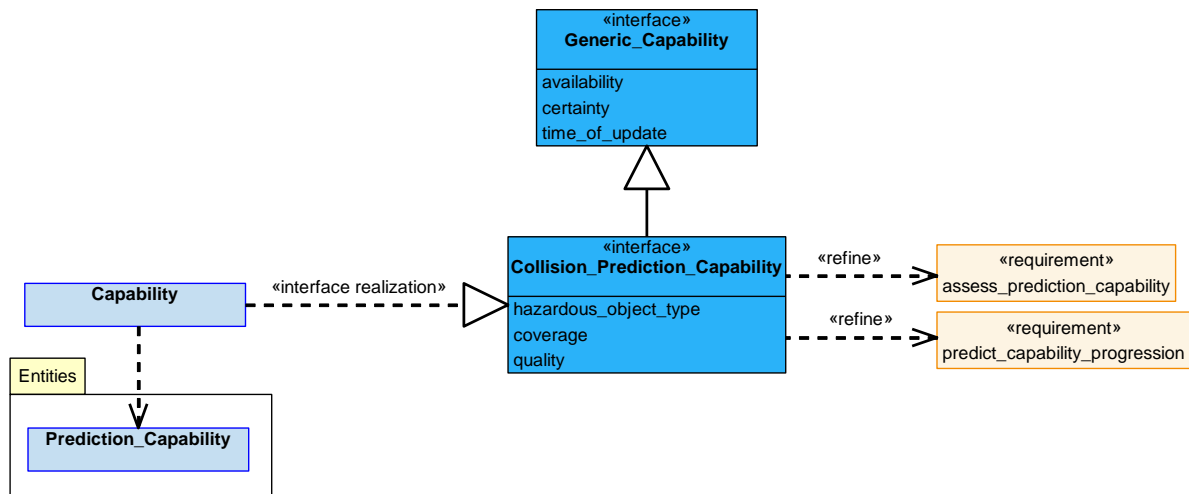 «interface»
Generic_Capability
availability
certainty
time_of_update
«interface»
Collision_Prediction_Capability
hazardous_object_type
coverage
quality
«refine»
«requirement»
assess_prediction_capability
«refine»
«requirement»
predict_capability_progression
Capability
«interface realization»
Entities
Prediction_Capability